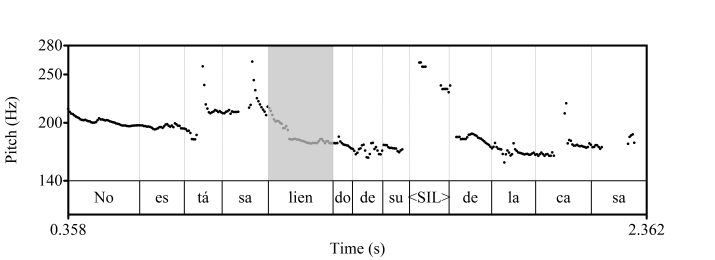 280
250
200
140
Pitch (Hz)
No es tá sa lien do de su <SIL> de la ca sa
0.358 2.362
Time (s)